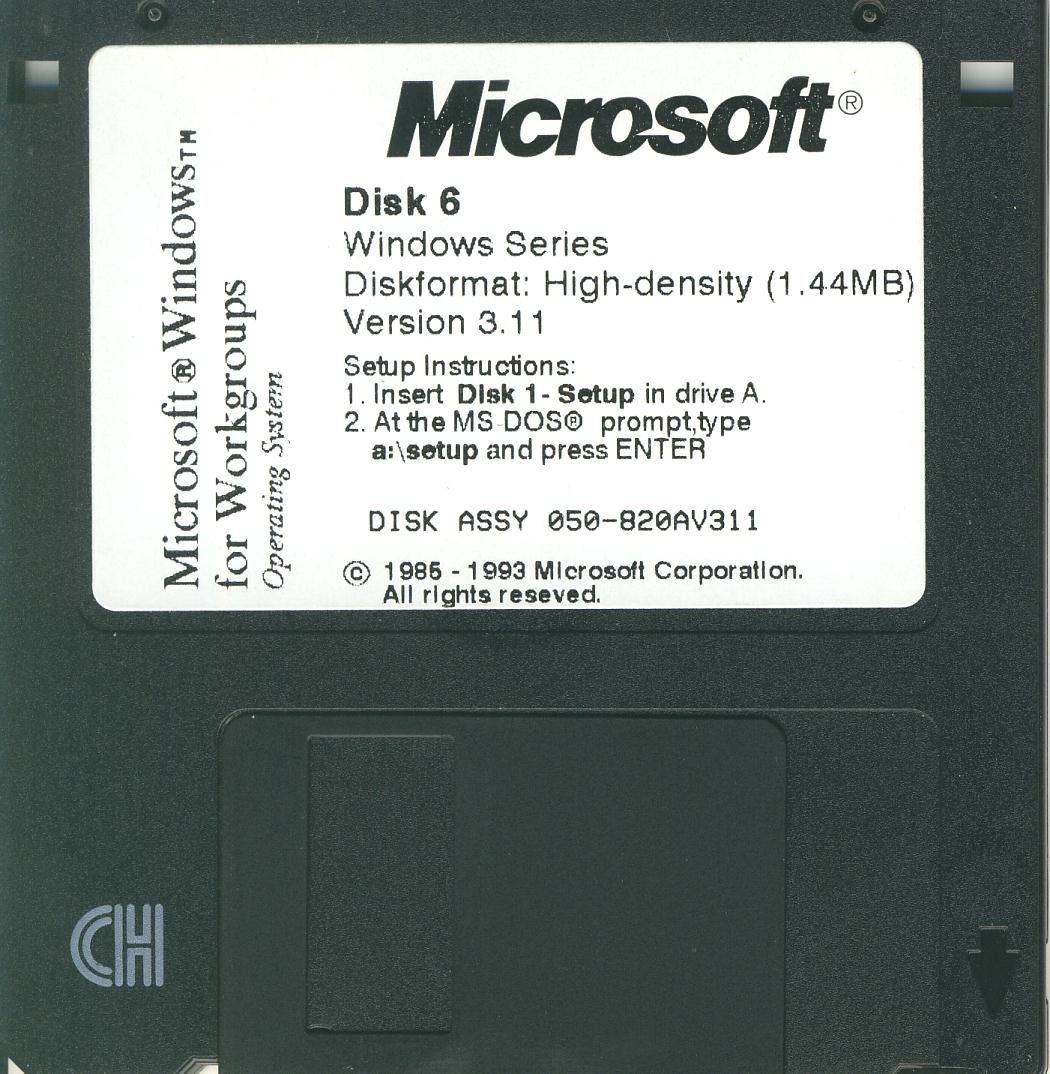 Microsoft®
Disk 6
Windows Series
Diskformat: High-density (1.44MB)
Version 3.11
Setup Instructions:
1. Insert Disk 1- Setup in drive A.
2. At the MS-DOS® prompt,type
a:\setup and press ENTER
DISK ASSY 050-820AV311
© 1985 - 1993 Microsoft Corporation.
All rights reseved.
Microsoft ® Windows™
for Workgroups
Operating System
CH